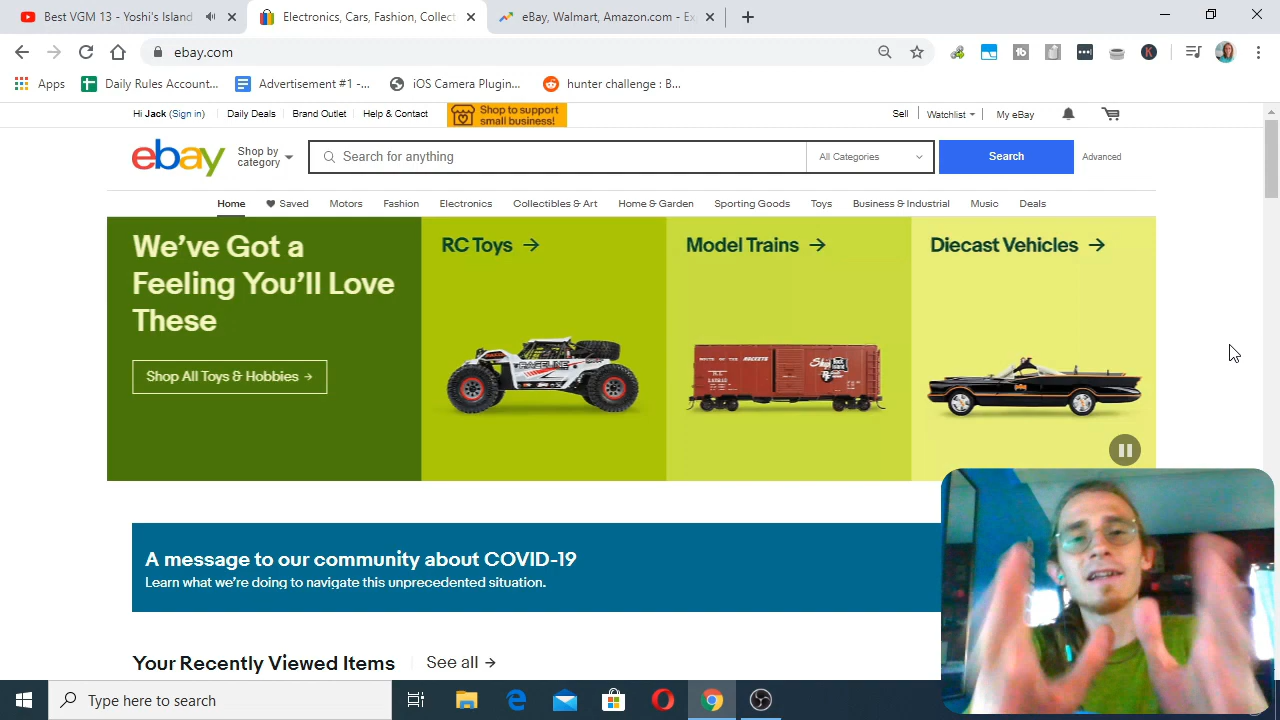 Best VGM 13 - Yoshi's Island
Electronics, Cars, Fashion, Collect
eBay, Walmart, Amazon.com - Ex
ebay.com
Apps
Daily Rules Account...
Advertisement #1 -...
iOS Camera Plugin...
hunter challenge : B...
Hi Jack (Sign in)
Daily Deals
Brand Outlet
Help & Contact
Shop to support
small business!
Sell
Watchlist
My eBay
ebay
Shop by
category
Search for anything
All Categories
Search
Advanced
Home
Saved
Motors
Fashion
Electronics
Collectibles & Art
Home & Garden
Sporting Goods
Toys
Business & Industrial
Music
Deals
We've Got a
Feeling You'll Love
These
Shop All Toys & Hobbies →
RC Toys →
Model Trains →
Diecast Vehicles →
A message to our community about COVID-19
Learn what we're doing to navigate this unprecedented situation.
Your Recently Viewed Items
See all →
Type here to search